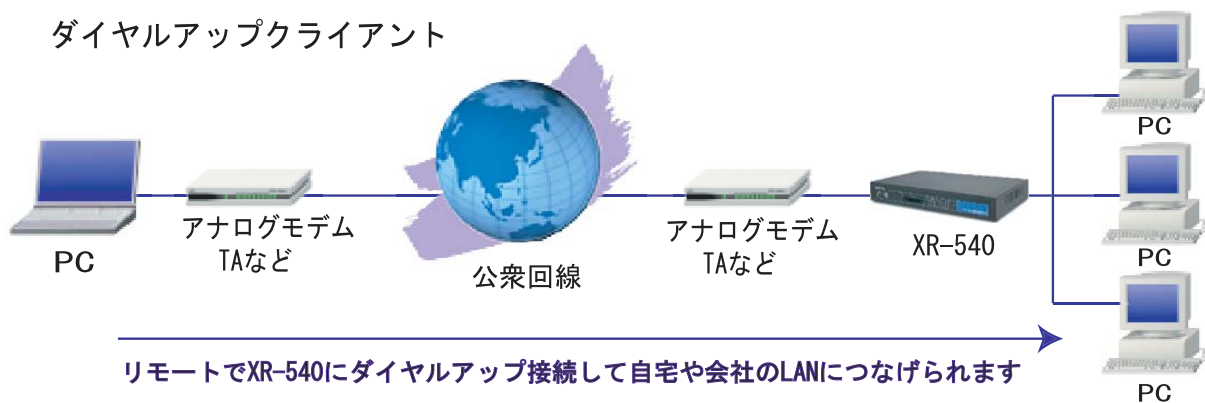 ダイヤルアップクライアント
PC
アナログモデム
TAなど
公衆回線
アナログモデム
TAなど
XR-540
PC
PC
PC
リモートでXR-540にダイヤルアップ接続して自宅や会社のLANにつなげられます